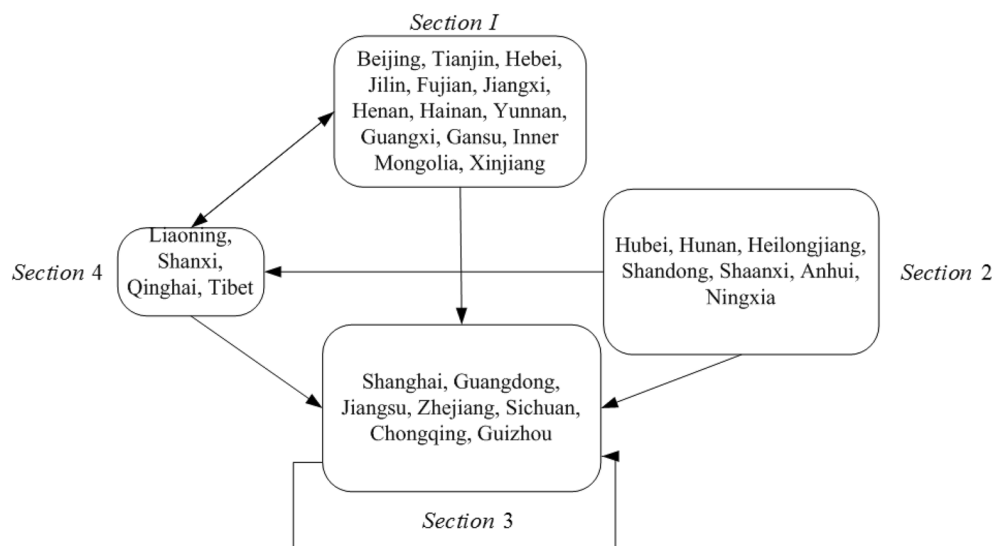 Section I
Beijing, Tianjin, Hebei,
Jilin, Fujian, Jiangxi,
Henan, Hainan, Yunnan,
Guangxi, Gansu, Inner
Mongolia, Xinjiang
Liaoning,
Shanxi,
Qinghai, Tibet
Section 4
Hubei, Hunan, Heilongjiang,
Shandong, Shaanxi, Anhui,
Ningxia
Section 2
Shanghai, Guangdong,
Jiangsu, Zhejiang, Sichuan,
Chongqing, Guizhou
Section 3